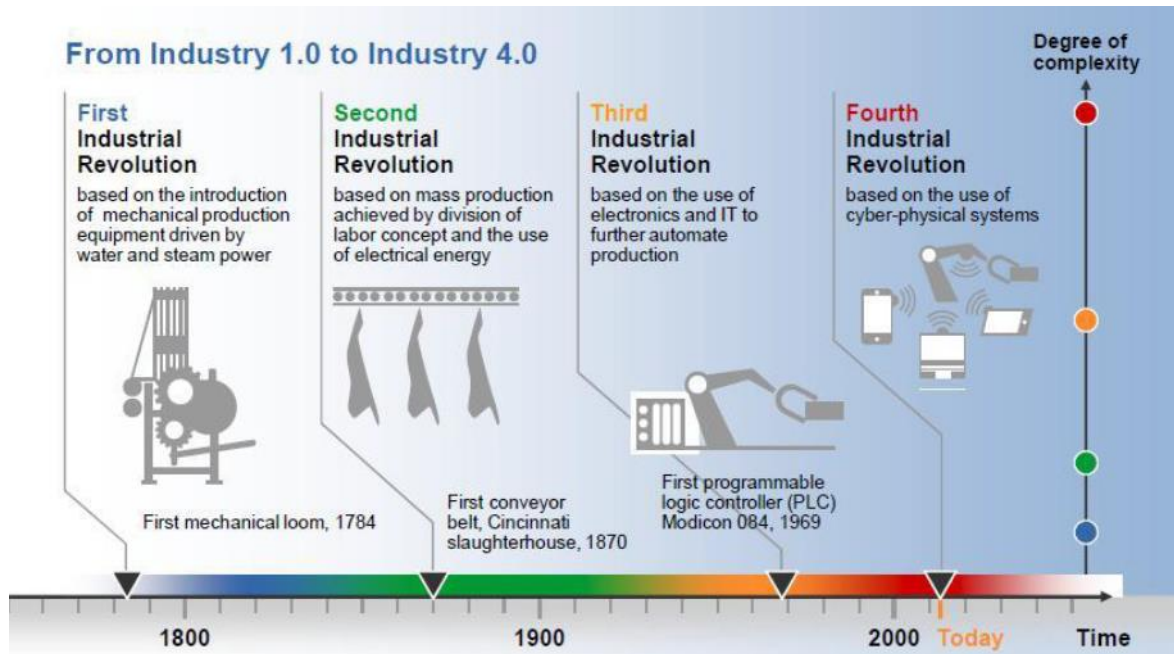 From Industry 1.0 to Industry 4.0
Degree of
complexity
First
Industrial
Revolution
based on the introduction
of mechanical production
equipment driven by
water and steam power
Second
Industrial
Revolution
based on mass production
achieved by division of
labor concept and the use
of electrical energy
Third
Industrial
Revolution
based on the use of
electronics and IT to
further automate
production
Fourth
Industrial
Revolution
based on the use of
cyber-physical systems
First mechanical loom, 1784
First conveyor
belt, Cincinnati
slaughterhouse, 1870
First programmable
logic controller (PLC)
Modicon 084, 1969
1800
1900
2000
Today
Time